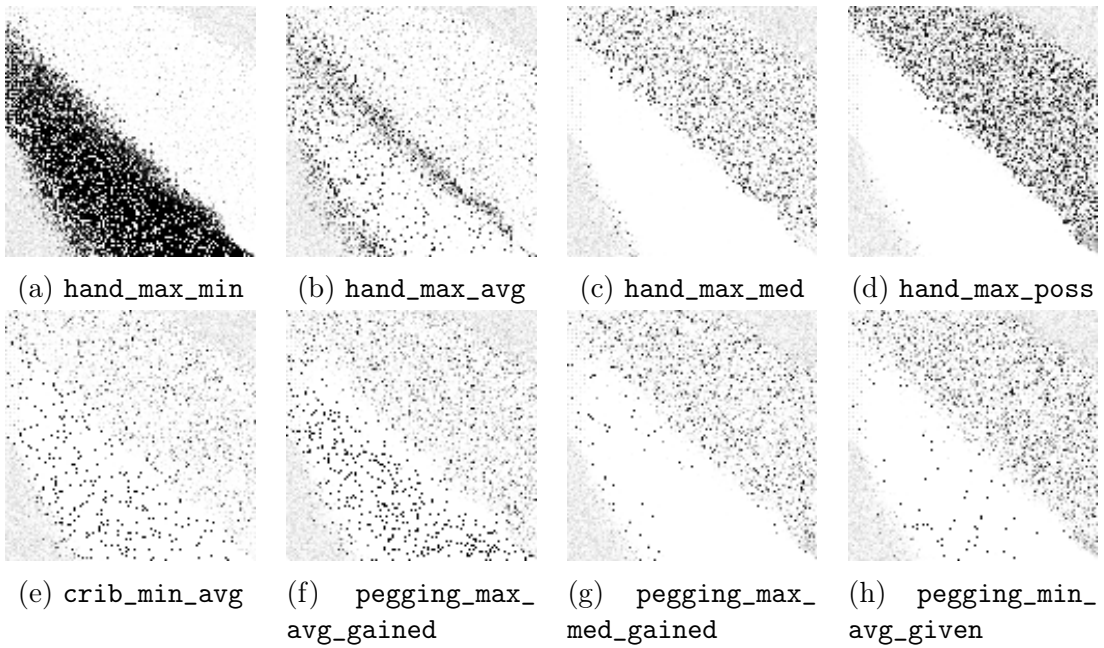 (a) hand_max_min
(b) hand_max_avg
(c) hand_max_med
(d) hand_max_poss
(e) crib_min_avg
(f) pegging_max_
avg_gained
(g) pegging_max_
med_gained
(h) pegging_min_
avg_given